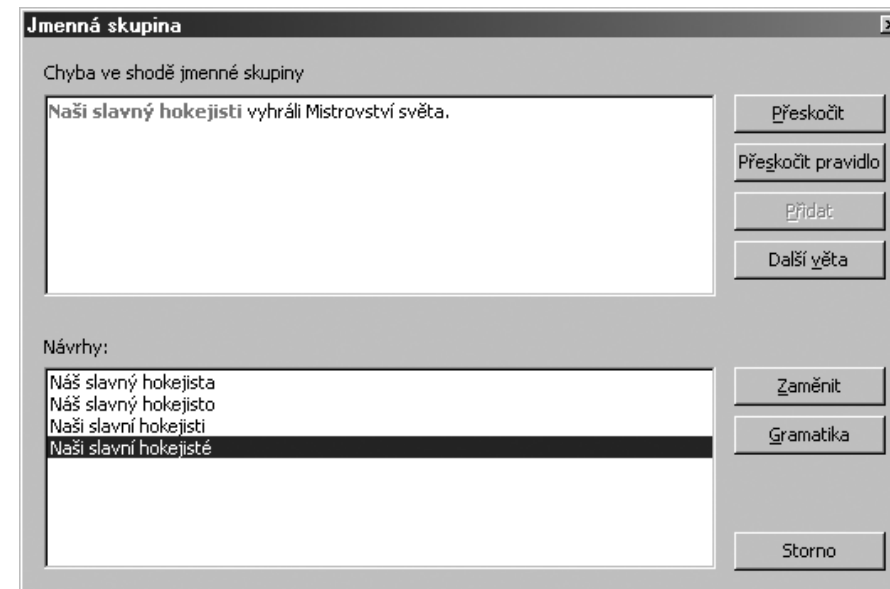 Jmenná skupina
Chyba ve shodě jmenné skupiny
Naši slavný hokejisti vyhráli Mistrovství světa.
Přeskočit
Přeskočit pravidlo
Přidat
Další věta
Návrhy:
Náš slavný hokejista
Náš slavný hokejisto
Naši slavní hokejisti
Naši slavní hokejisté
Zaměnit
Gramatika
Storno